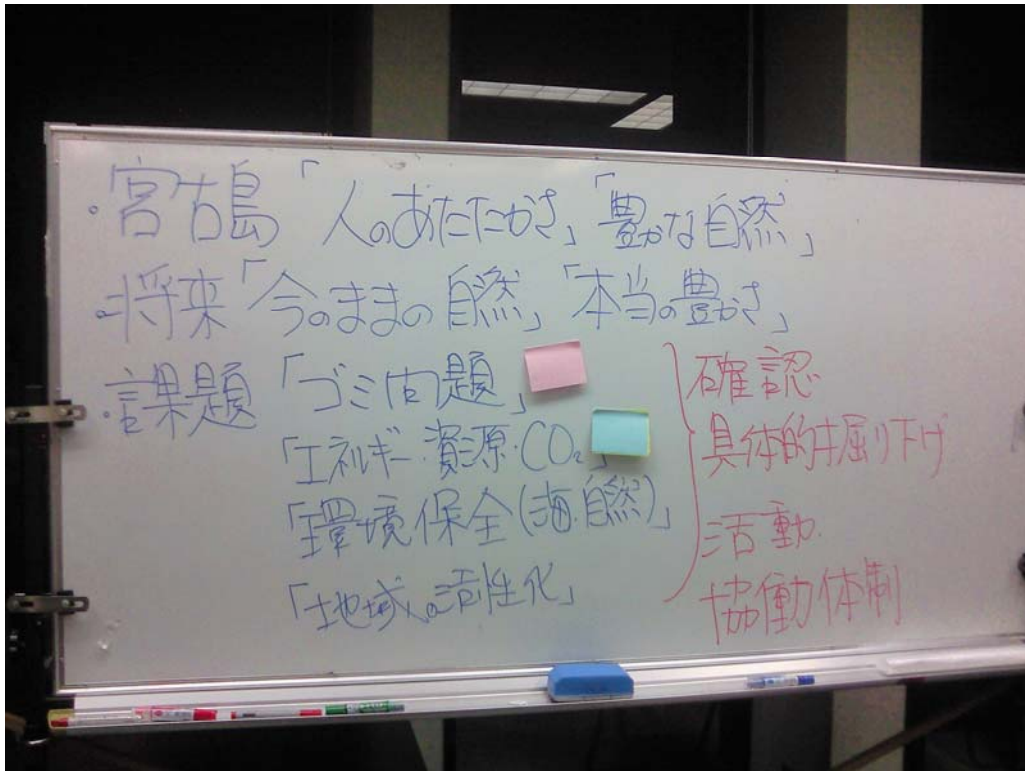 ・宮古島「人のあたたかさ」「豊かな自然」
・将来「今のままの自然」「本当の豊かさ」
・課題「ゴミ問題」
「エネルギー・資源・CO₂」
「環境保全(海・自然)」
「地域の活性化」
確認
具体的掘り下げ
活動
協働体制